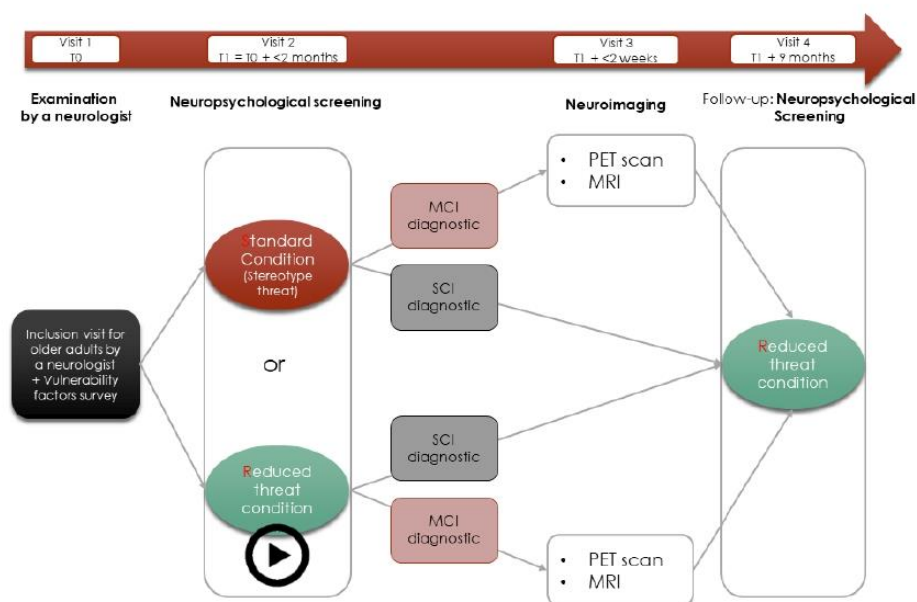 Visit 1
T0
Visit 2
T1 = T0 + <2 months
Visit 3
T1 + <2 weeks
Visit 4
T1 + 9 months
Examination
by a neurologist
Neuropsychological screening
Neuroimaging
Follow-up: Neuropsychological
Screening
• PET scan
• MRI
MCI
diagnostic
Standard
Condition
(Stereotype
threat)
SCI
diagnostic
Inclusion visit for
older adults by
a neurologist
+ Vulnerability
factors survey
or
Reduced
threat
condition
SCI
diagnostic
Reduced
threat
condition
MCI
diagnostic
• PET scan
• MRI